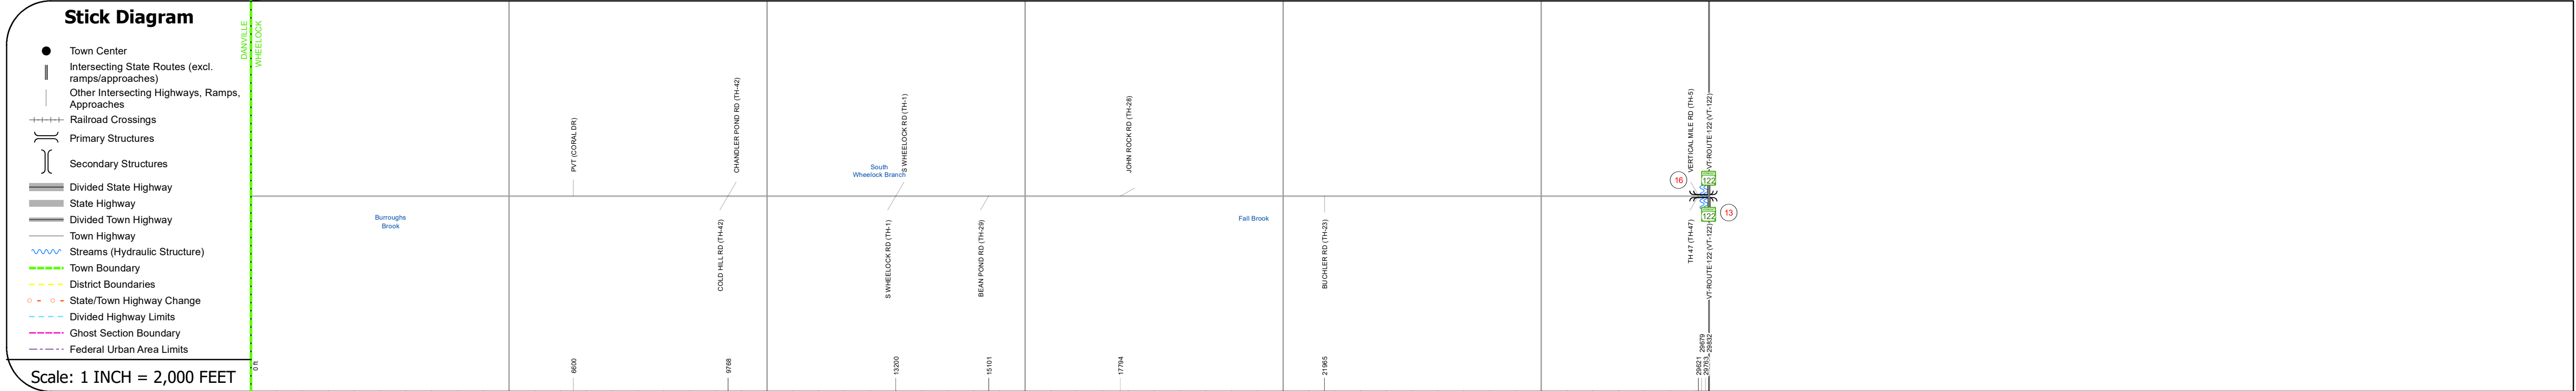 Stick Diagram
Town Center
Intersecting State Routes (excl.
ramps/approaches)
Other Intersecting Highways, Ramps,
Approaches
Railroad Crossings
Primary Structures
Secondary Structures
Divided State Highway
State Highway
Divided Town Highway
Town Highway
Streams (Hydraulic Structure)
Town Boundary
District Boundaries
State/Town Highway Change
Divided Highway Limits
Ghost Section Boundary
Federal Urban Area Limits
Scale: 1 INCH = 2,000 FEET
DANVILLE
WHEELOCK
PVT (CORAL DR)
CHANDLER POND RD (TH-42)
S WHEELOCK RD (TH-1)
JOHN ROCK RD (TH-28)
VERTICAL MILE RD (TH-5)
VT-ROUTE-122 (VT-122)
South
Wheelock Branch
16
122
Burroughs
Brook
Fall Brook
122
13
COLD HILL RD (TH-42)
S WHEELOCK RD (TH-1)
BEAN POND RD (TH-29)
BUCHLER RD (TH-23)
TH 47 (TH-47)
VT-ROUTE 122 (VT-122)
0 ft
6600
9768
13200
15101
17794
21965
29621
29679
29763
29832